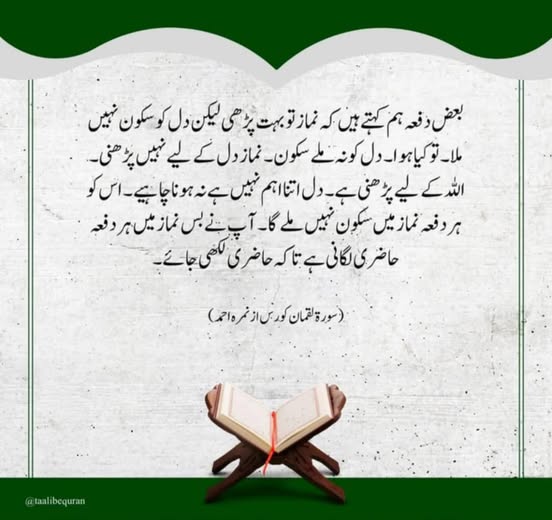 بعض دفعہ ہم کہتے ہیں کہ نماز تو بہت پڑھی لیکن دل کو سکون نہیں
ملا۔ تو کیا ہوا۔ دل کو نہ ملے سکون۔ نماز دل کے لیے نہیں پڑھنی۔
اللہ کے لیے پڑھنی ہے۔ دل اتنا اہم نہیں ہے نہ ہونا چاہیے۔ اس کو
ہر دفعہ نماز میں سکون نہیں ملے گا۔ آپ نے بس نماز میں ہر دفعہ
حاضری لگانی ہے تا کہ حاضری لکھی جائے۔
(سورۃ لقمان کورس از نمرہ احمد)
@taalibequran